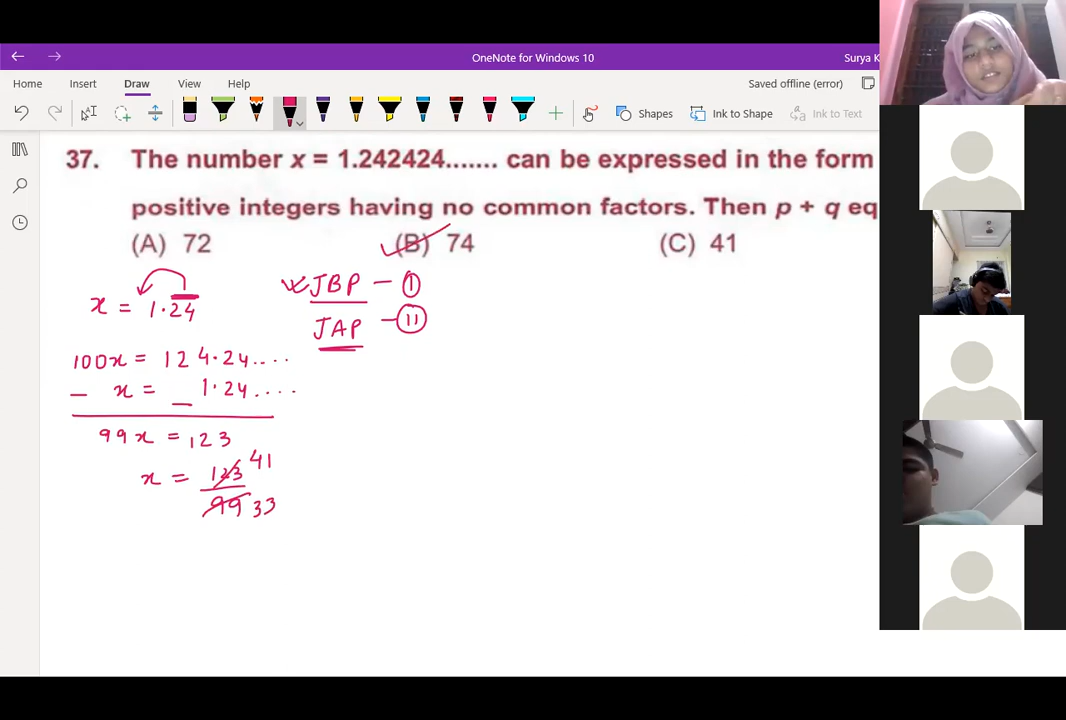 OneNote for Windows 10
Surya K
Home Insert Draw View Help
Saved offline (error)
Shapes Ink to Shape Ink to Text
37. The number x = 1.242424....... can be expressed in the form
positive integers having no common factors. Then p + q eq
(A) 72 (B) 74 (C) 41
JBP – I
x = 1.24
JAP – II
100x = 124.24....
– x = – 1.24....
99x = 123
x = 123 41
99 33